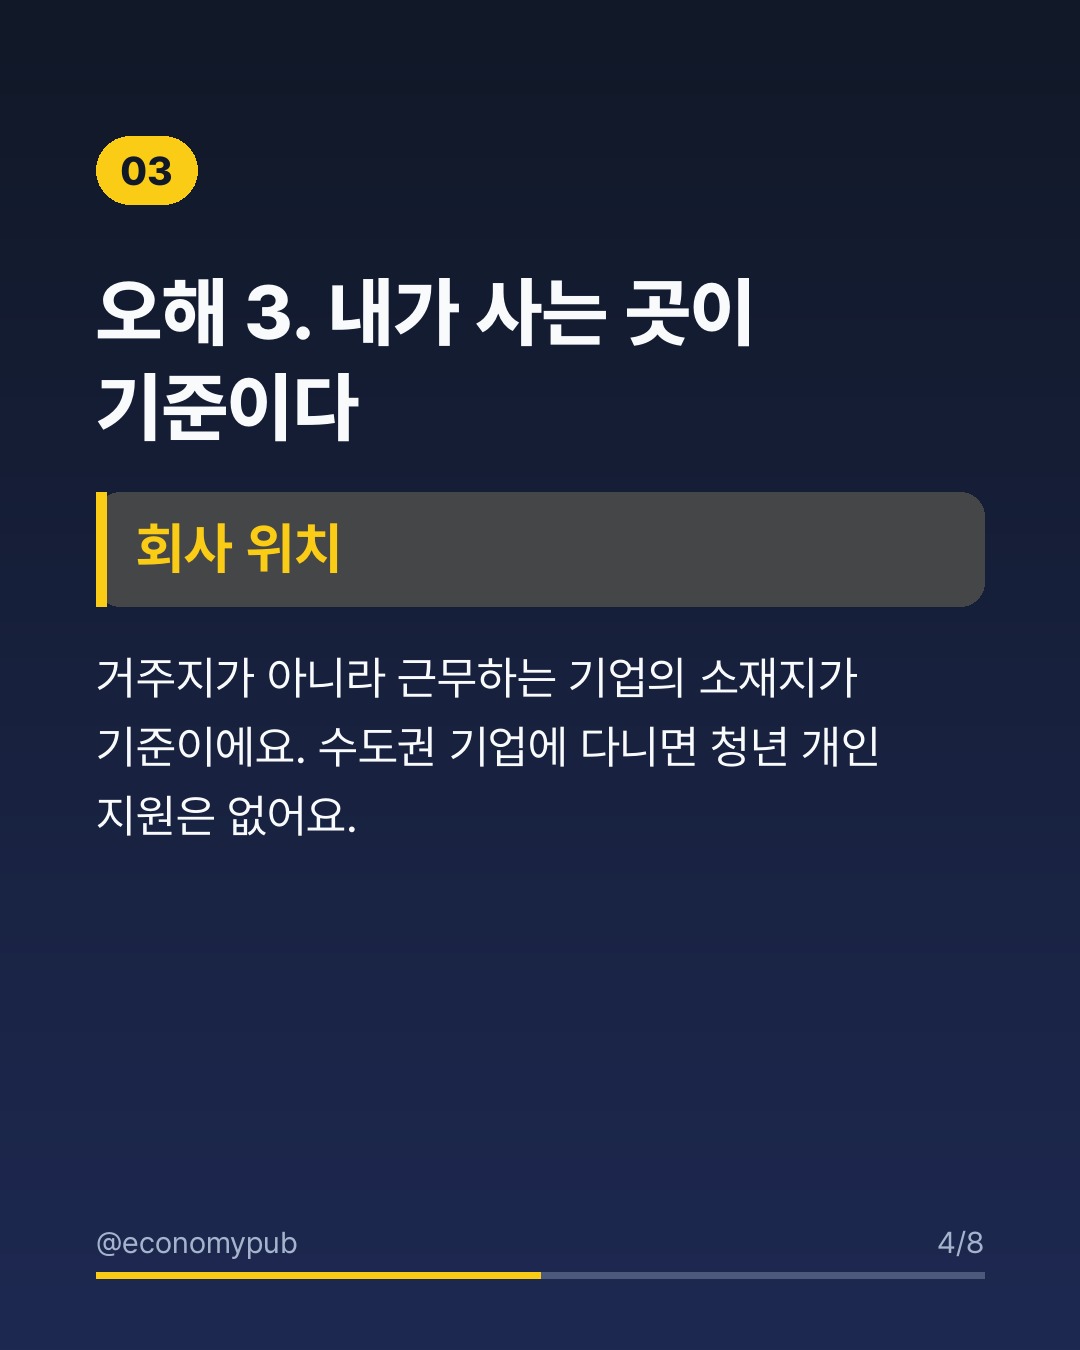 03
오해 3. 내가 사는 곳이
기준이다
회사 위치
거주지가 아니라 근무하는 기업의 소재지가
기준이에요. 수도권 기업에 다니면 청년 개인
지원은 없어요.
@economypub
4/8